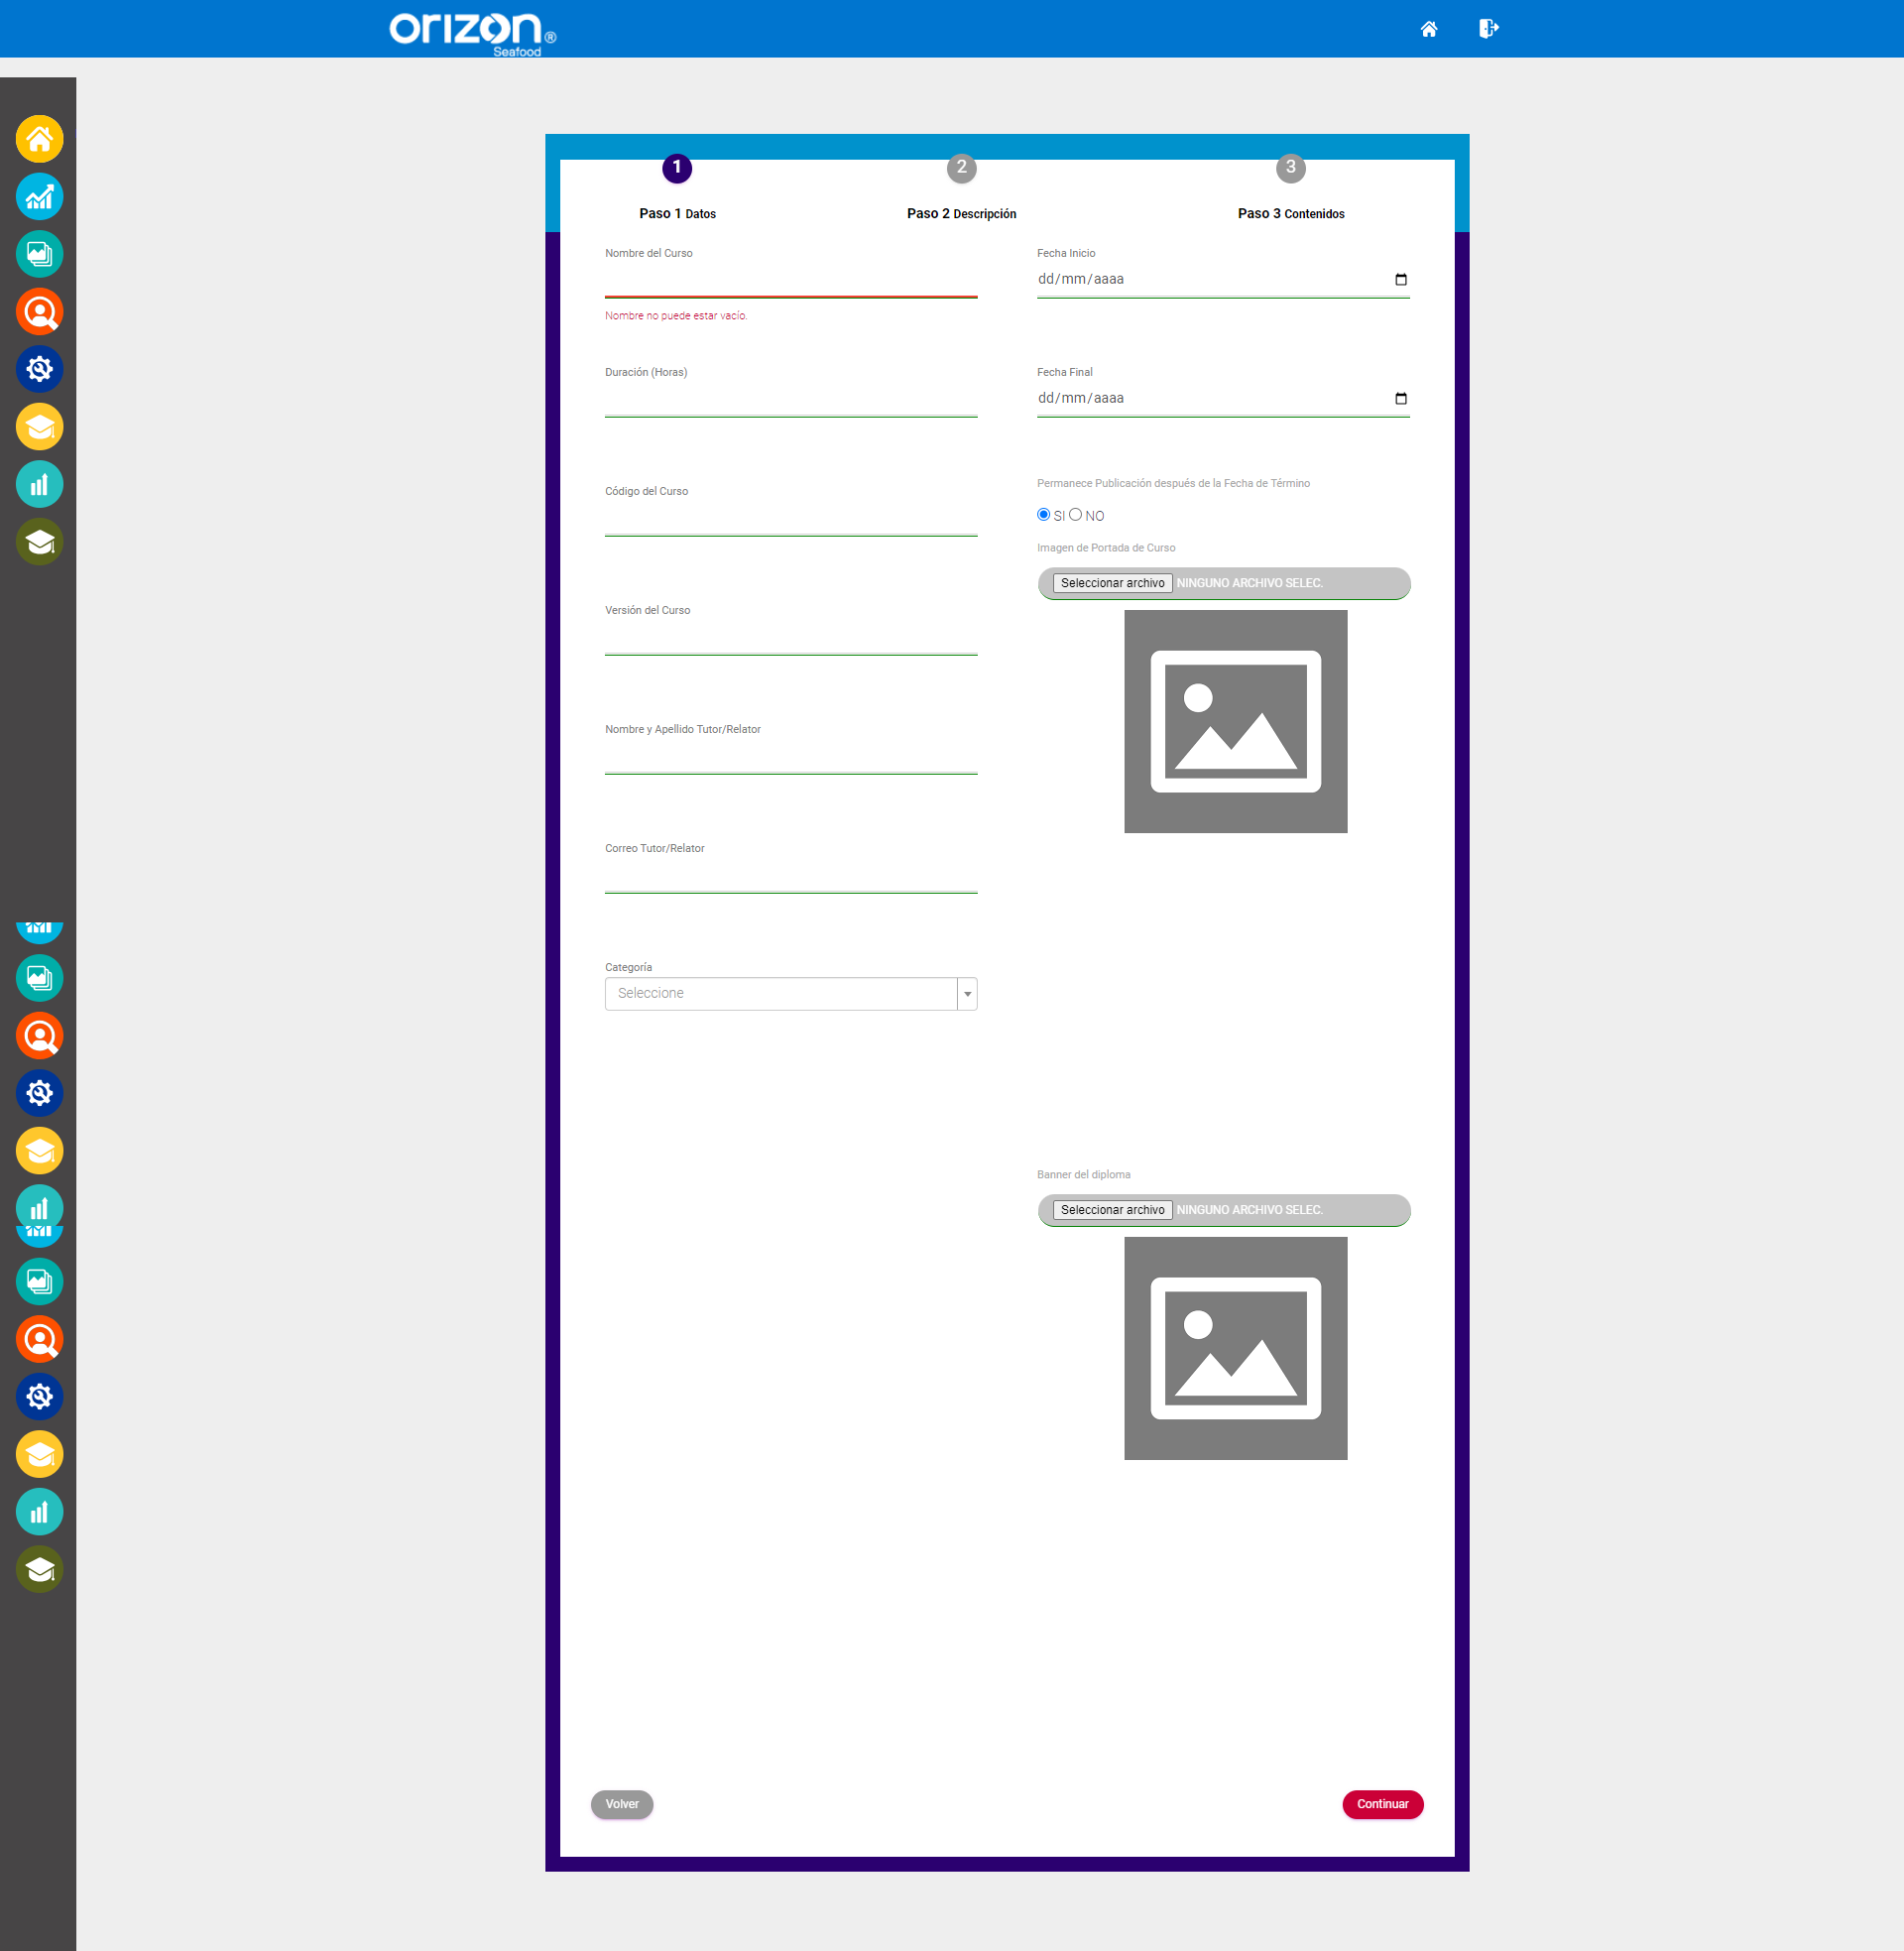 orizon®
Seafood
1
2
3
Paso 1 Datos
Paso 2 Descripción
Paso 3 Contenidos
Nombre del Curso
Nombre no puede estar vacío.
Duración (Horas)
Código del Curso
Versión del Curso
Nombre y Apellido Tutor/Relator
Correo Tutor/Relator
Categoría
Seleccione
Fecha Inicio
dd/mm/aaaa
Fecha Final
dd/mm/aaaa
Permanece Publicación después de la Fecha de Término
SI NO
Imagen de Portada de Curso
Seleccionar archivo NINGUNO ARCHIVO SELEC.
Banner del diploma
Seleccionar archivo NINGUNO ARCHIVO SELEC.
Volver
Continuar